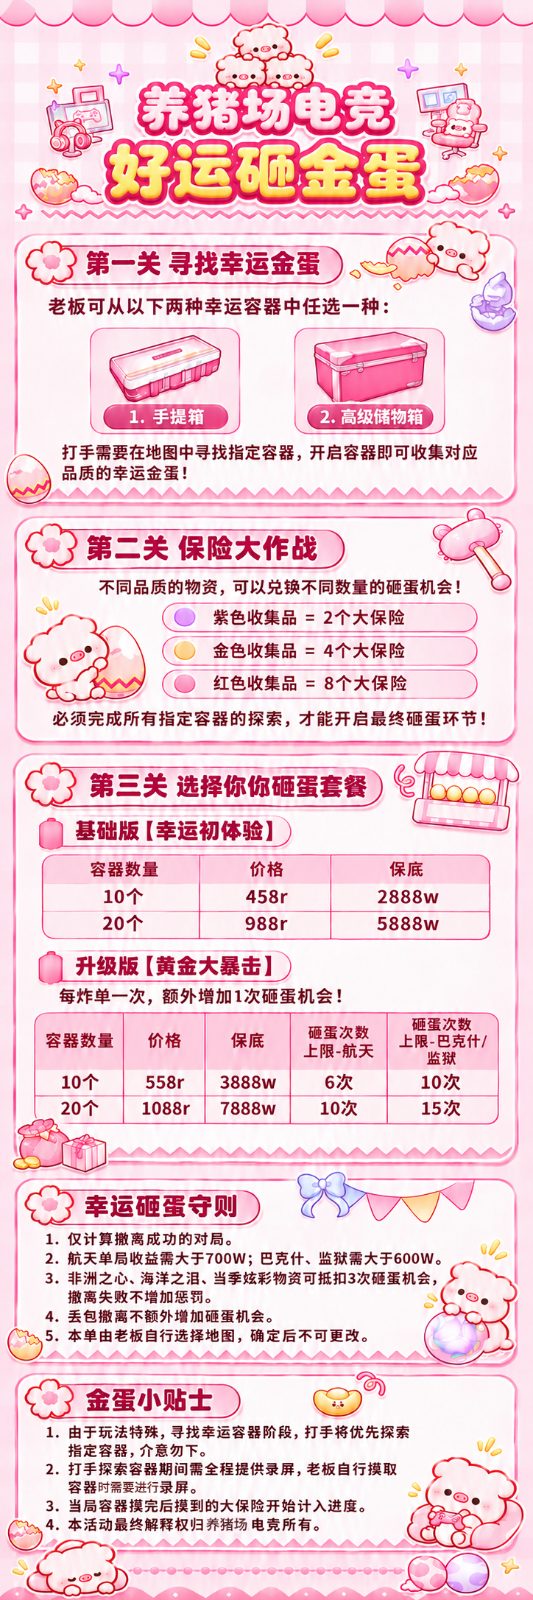 养猪场电竞
好运砸金蛋
第一关 寻找幸运金蛋
老板可从以下两种幸运容器中任选一种：
1. 手提箱
2. 高级储物箱
打手需要在地图中寻找指定容器，开启容器即可收集对应
品质的幸运金蛋！
第二关 保险大作战
不同品质的物资，可以兑换不同数量的砸蛋机会！
紫色收集品 = 2个大保险
金色收集品 = 4个大保险
红色收集品 = 8个大保险
必须完成所有指定容器的探索，才能开启最终砸蛋环节！
第三关 选择你你砸蛋套餐
基础版【幸运初体验】
容器数量 价格 保底
10个 458r 2888w
20个 988r 5888w
升级版【黄金大暴击】
每炸单一次，额外增加1次砸蛋机会！
容器数量 价格 保底 砸蛋次数上限-航天 砸蛋次数上限-巴克什/监狱
10个 558r 3888w 6次 10次
20个 1088r 7888w 10次 15次
幸运砸蛋守则
1. 仅计算撤离成功的对局。
2. 航天单局收益需大于700W；巴克什、监狱需大于600W。
3. 非洲之心、海洋之泪、当季炫彩物资可抵扣3次砸蛋机会，
撤离失败不增加惩罚。
4. 丢包撤离不额外增加砸蛋机会。
5. 本单由老板自行选择地图，确定后不可更改。
金蛋小贴士
1. 由于玩法特殊，寻找幸运容器阶段，打手将优先探索
指定容器，介意勿下。
2. 打手探索容器期间需全程提供录屏，老板自行摸取
容器时需要进行录屏。
3. 当局容器摸完后摸到的大保险开始计入进度。
4. 本活动最终解释权归养猪场电竞所有。